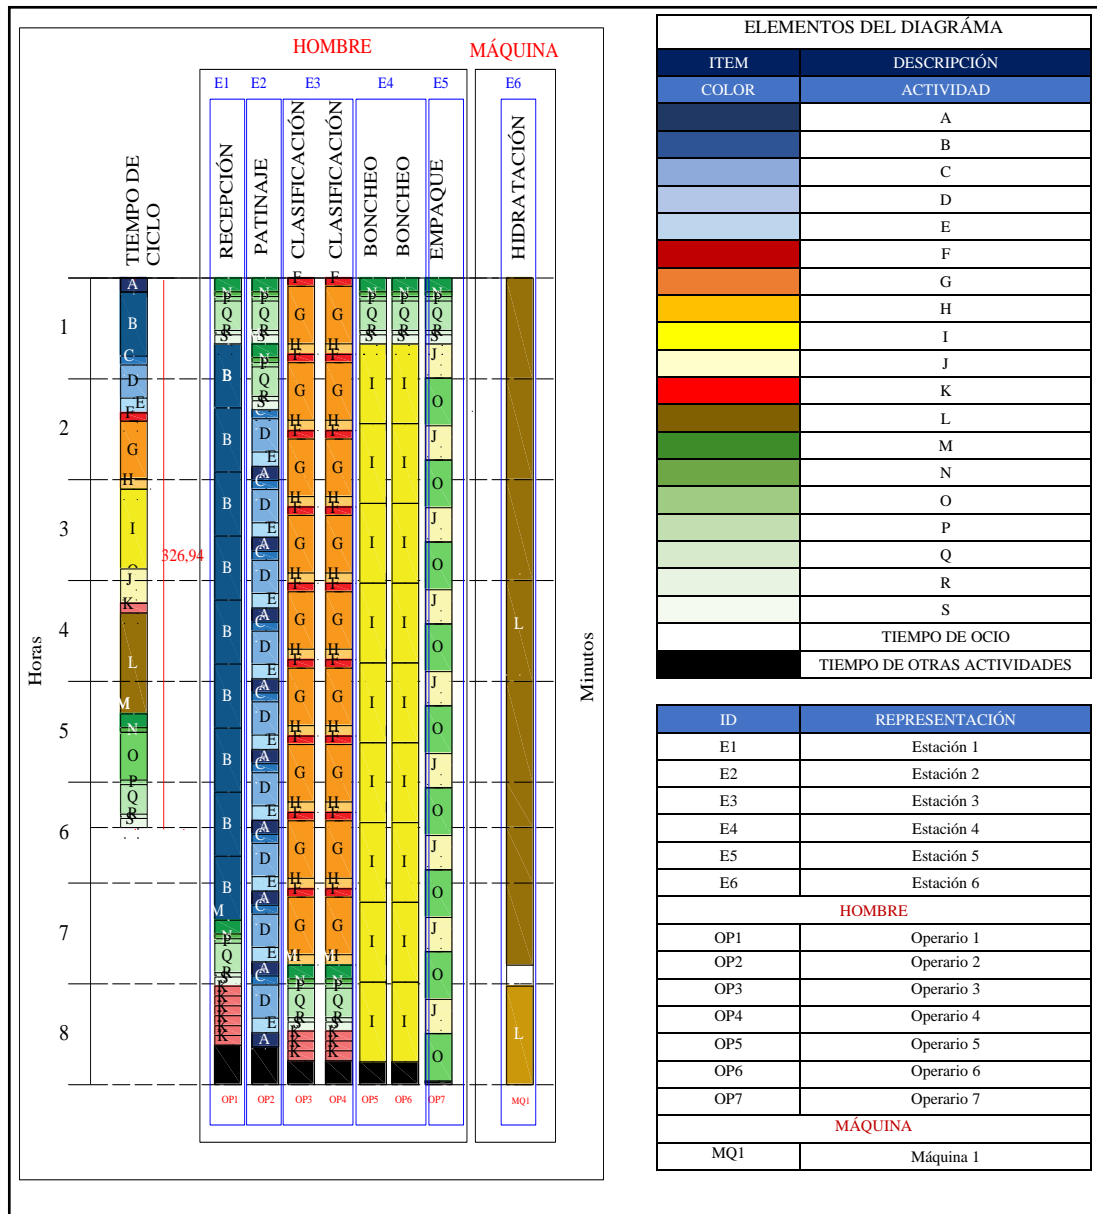 HOMBRE
MÁQUINA
E1
E2
E3
E4
E5
E6
TIEMPO DE CICLO
RECEPCIÓN
PATINAJE
CLASIFICACIÓN
CLASIFICACIÓN
BONCHEO
BONCHEO
EMPAQUE
HIDRATACIÓN
Horas
1
2
3
4
5
6
7
8
A
B
C
D
E
F
G
H
I
J
K
L
M
N
O
P
Q
R
S
326,94
Minutos
OP1
OP2
OP3
OP4
OP5
OP6
OP7
MQ1
ELEMENTOS DEL DIAGRÁMA
ITEM DESCRIPCIÓN
COLOR ACTIVIDAD
A
B
C
D
E
F
G
H
I
J
K
L
M
N
O
P
Q
R
S
TIEMPO DE OCIO
TIEMPO DE OTRAS ACTIVIDADES
ID REPRESENTACIÓN
E1 Estación 1
E2 Estación 2
E3 Estación 3
E4 Estación 4
E5 Estación 5
E6 Estación 6
HOMBRE
OP1 Operario 1
OP2 Operario 2
OP3 Operario 3
OP4 Operario 4
OP5 Operario 5
OP6 Operario 6
OP7 Operario 7
MÁQUINA
MQ1 Máquina 1